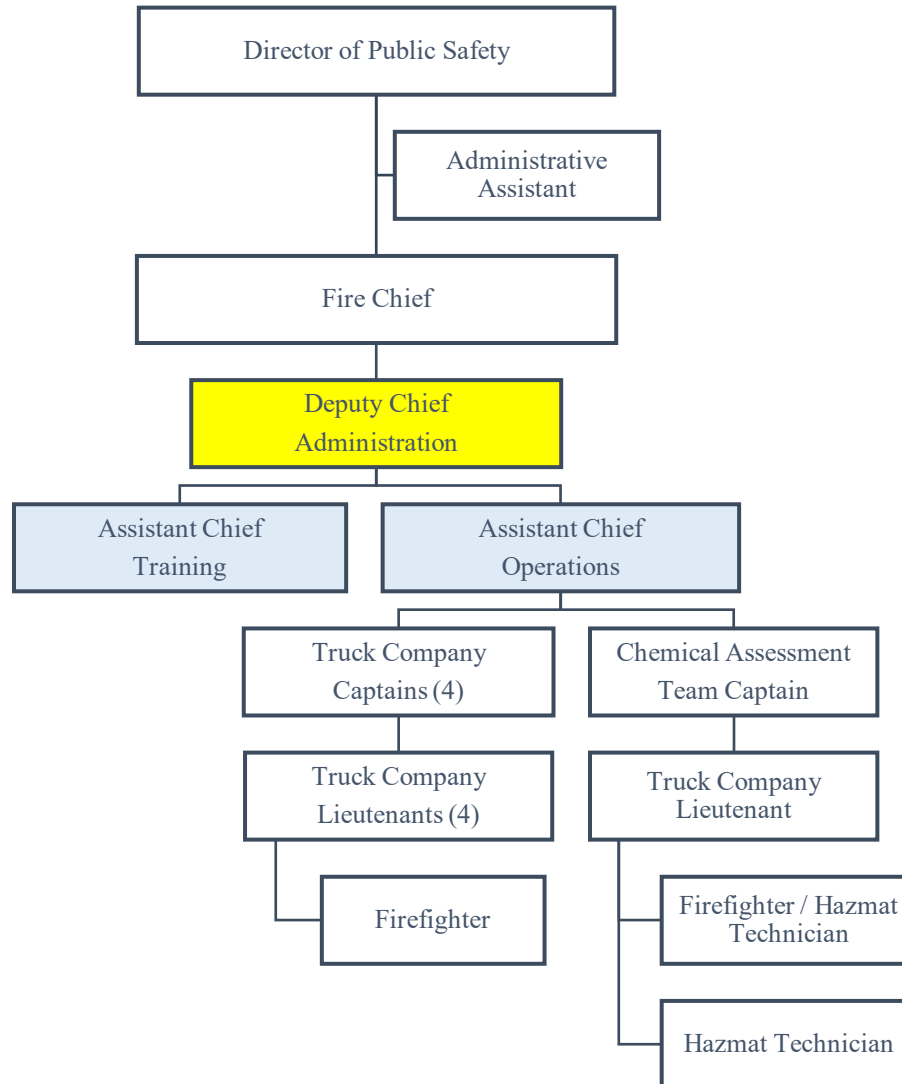 Director of Public Safety
Administrative
Assistant
Fire Chief
Deputy Chief
Administration
Assistant Chief
Training
Assistant Chief
Operations
Truck Company
Captains (4)
Chemical Assessment
Team Captain
Truck Company
Lieutenants (4)
Truck Company
Lieutenant
Firefighter
Firefighter / Hazmat
Technician
Hazmat Technician